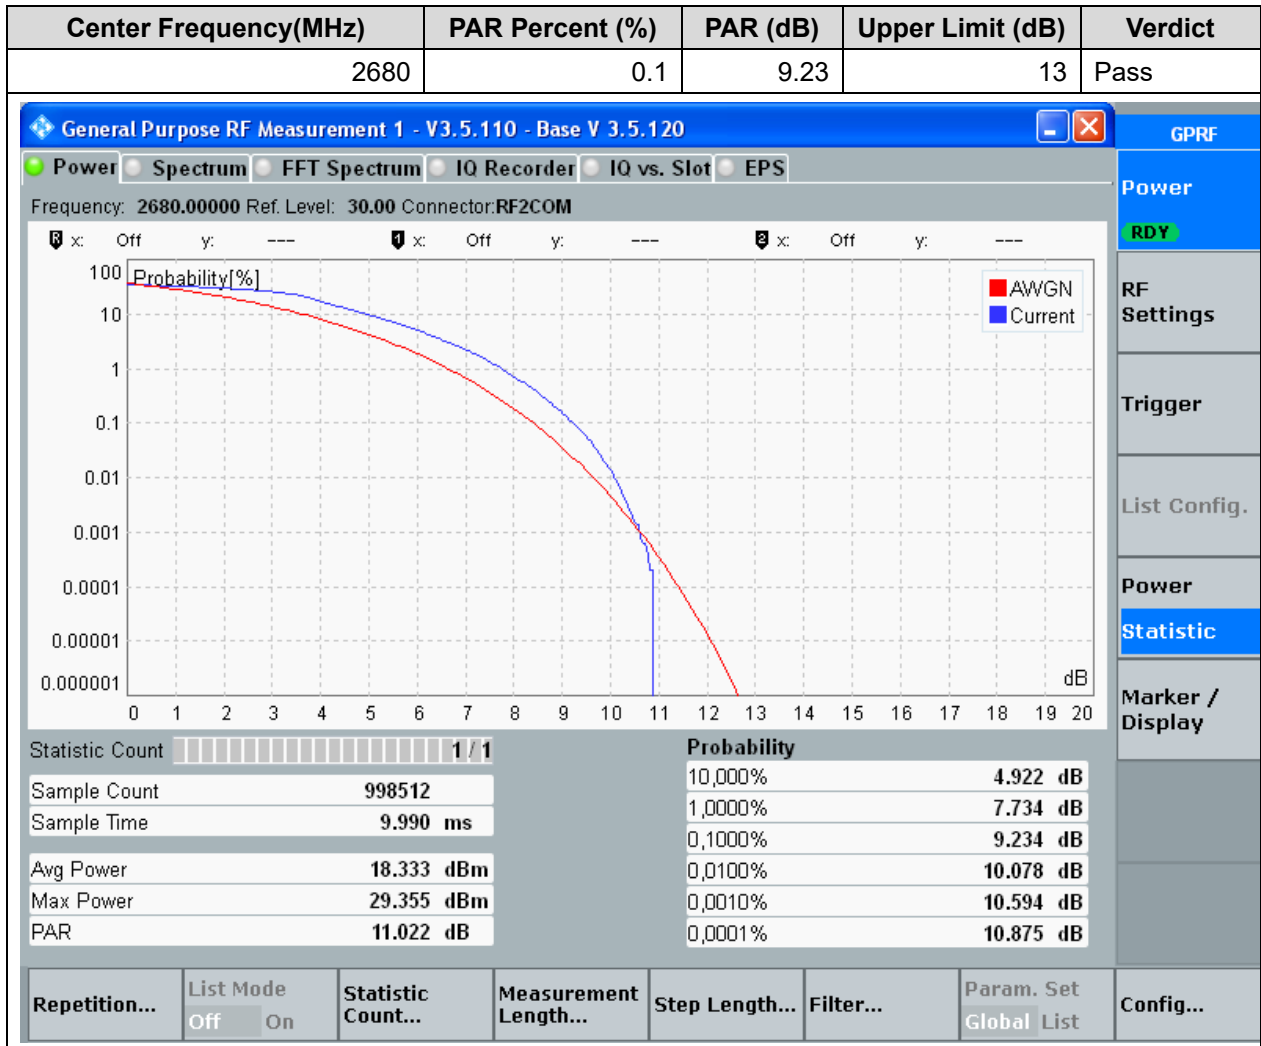 Center Frequency(MHz) PAR Percent (%) PAR (dB) Upper Limit (dB) Verdict
2680 0.1 9.23 13 Pass
General Purpose RF Measurement 1 - V3.5.110 - Base V 3.5.120
GPRF
Power Spectrum FFT Spectrum IQ Recorder IQ vs. Slot EPS
Frequency: 2680.00000 Ref. Level: 30.00 Connector:RF2COM
R x: Off y: --- 1 x: Off y: --- 2 x: Off y: ---
Probability[%]
AWGN
Current
100
10
1
0.1
0.01
0.001
0.0001
0.00001
0.000001
dB
0 1 2 3 4 5 6 7 8 9 10 11 12 13 14 15 16 17 18 19 20
Statistic Count 1 / 1
Sample Count 998512
Sample Time 9.990 ms
Avg Power 18.333 dBm
Max Power 29.355 dBm
PAR 11.022 dB
Probability
10,000% 4.922 dB
1,0000% 7.734 dB
0,1000% 9.234 dB
0,0100% 10.078 dB
0,0010% 10.594 dB
0,0001% 10.875 dB
Power
RDY
RF
Settings
Trigger
List Config.
Power
Statistic
Marker /
Display
Repetition...
List Mode
Off On
Statistic
Count...
Measurement
Length...
Step Length...
Filter...
Param. Set
Global List
Config...